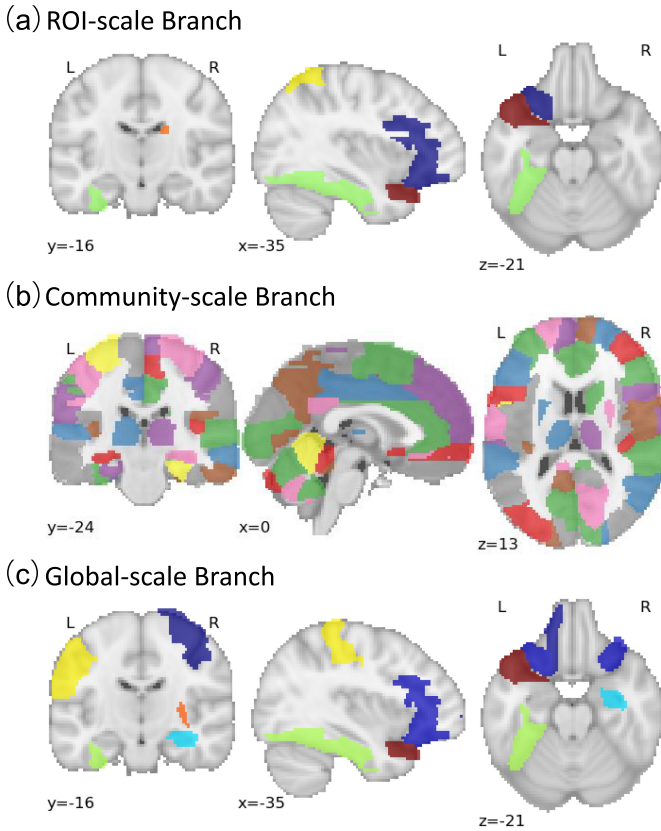 (a) ROI-scale Branch
L R L R
y=-16 x=-35 z=-21
(b) Community-scale Branch
L R L R
y=-24 x=0 z=13
(c) Global-scale Branch
L R L R
y=-16 x=-35 z=-21